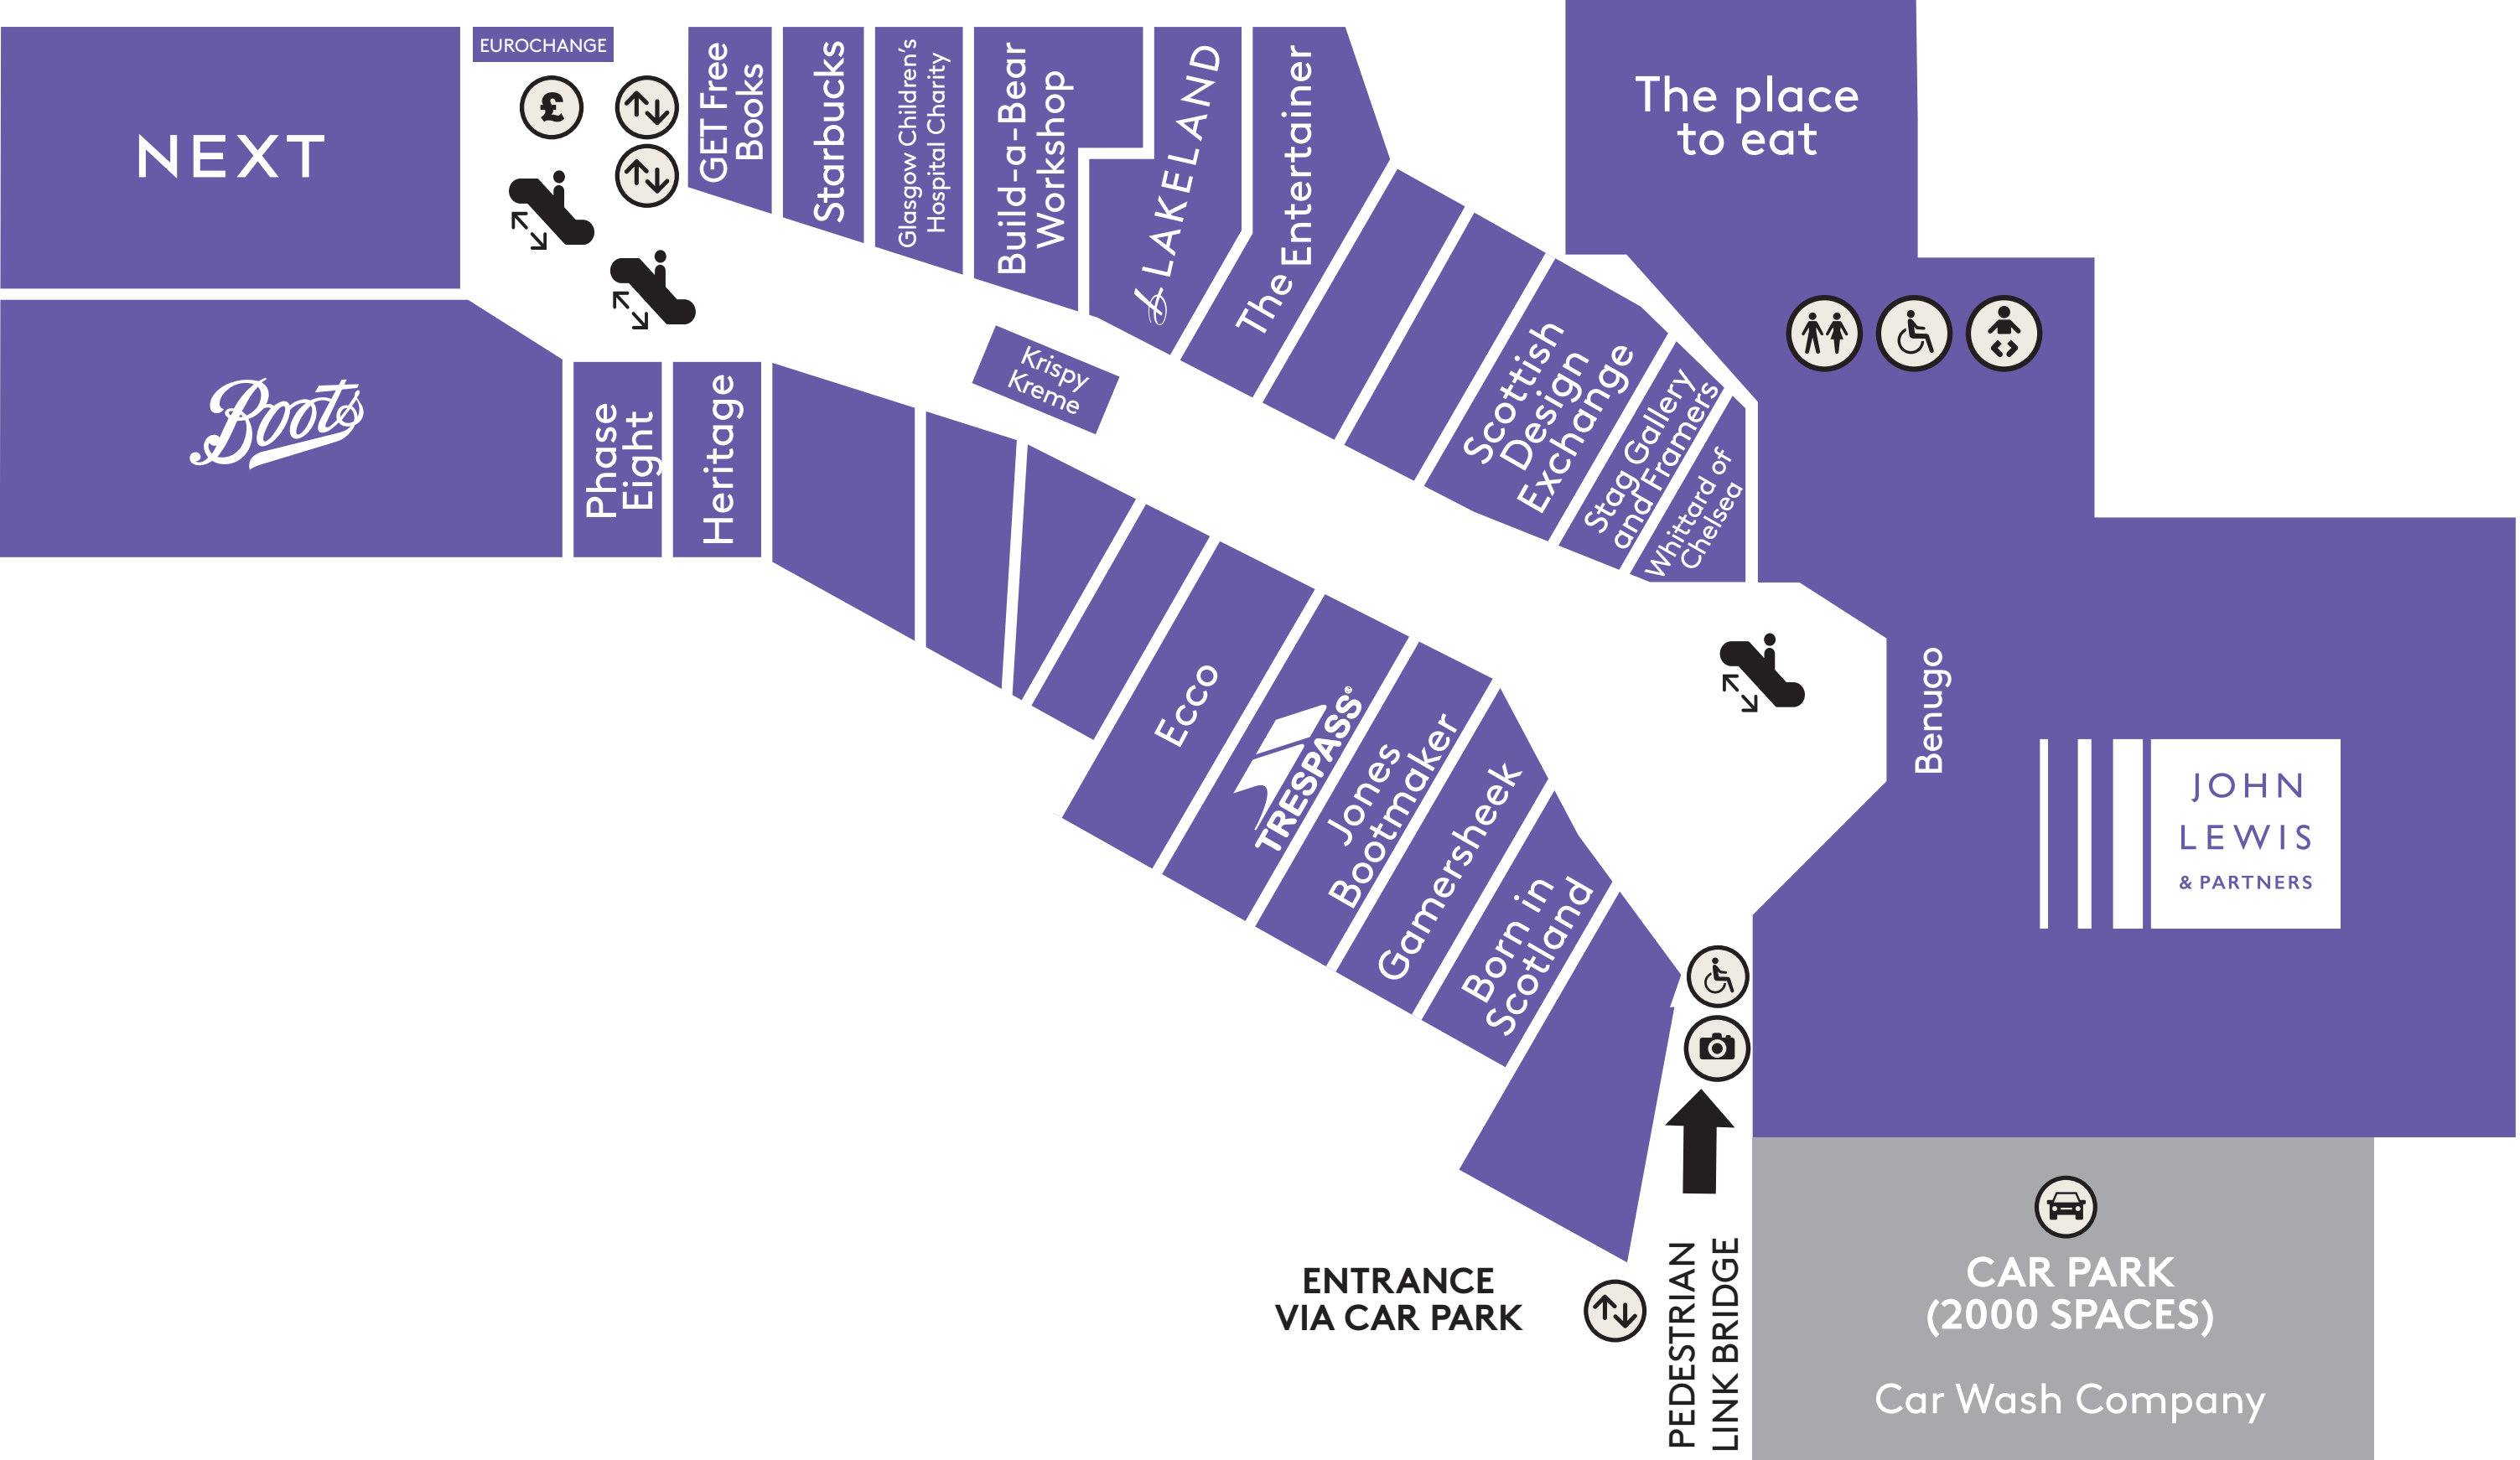 NEXT
EUROCHANGE
£
GET Free
Books
Starbucks
Glasgow Children's
Hospital Charity
Build-a-Bear
Workshop
LAKELAND
The Entertainer
The place
to eat
Boots
Phase
Eight
Heritage
Krispy
Kreme
Scottish
Design
Exchange
Stag Gallery
and Framers
Whittard of
Chelsea
Ecco
TRESPASS
Jones
Bootmaker
Gamersheek
Born in
Scotland
Benugo
JOHN
LEWIS
& PARTNERS
ENTRANCE
VIA CAR PARK
PEDESTRIAN
LINK BRIDGE
CAR PARK
(2000 SPACES)
Car Wash Company